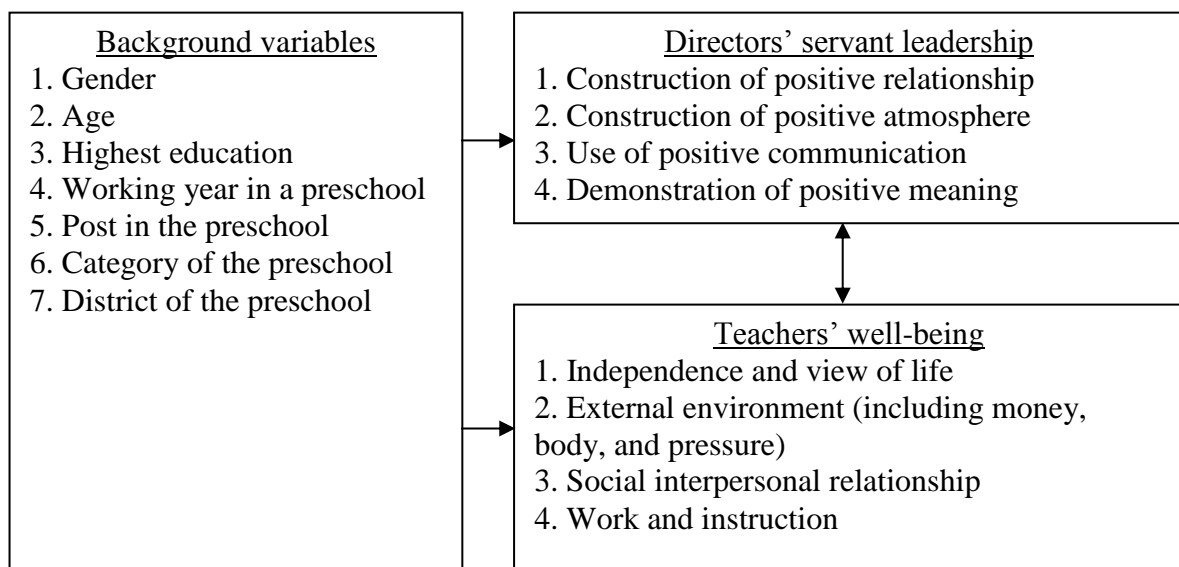 Background variables
1. Gender
2. Age
3. Highest education
4. Working year in a preschool
5. Post in the preschool
6. Category of the preschool
7. District of the preschool
Directors’ servant leadership
1. Construction of positive relationship
2. Construction of positive atmosphere
3. Use of positive communication
4. Demonstration of positive meaning
Teachers’ well-being
1. Independence and view of life
2. External environment (including money,
body, and pressure)
3. Social interpersonal relationship
4. Work and instruction